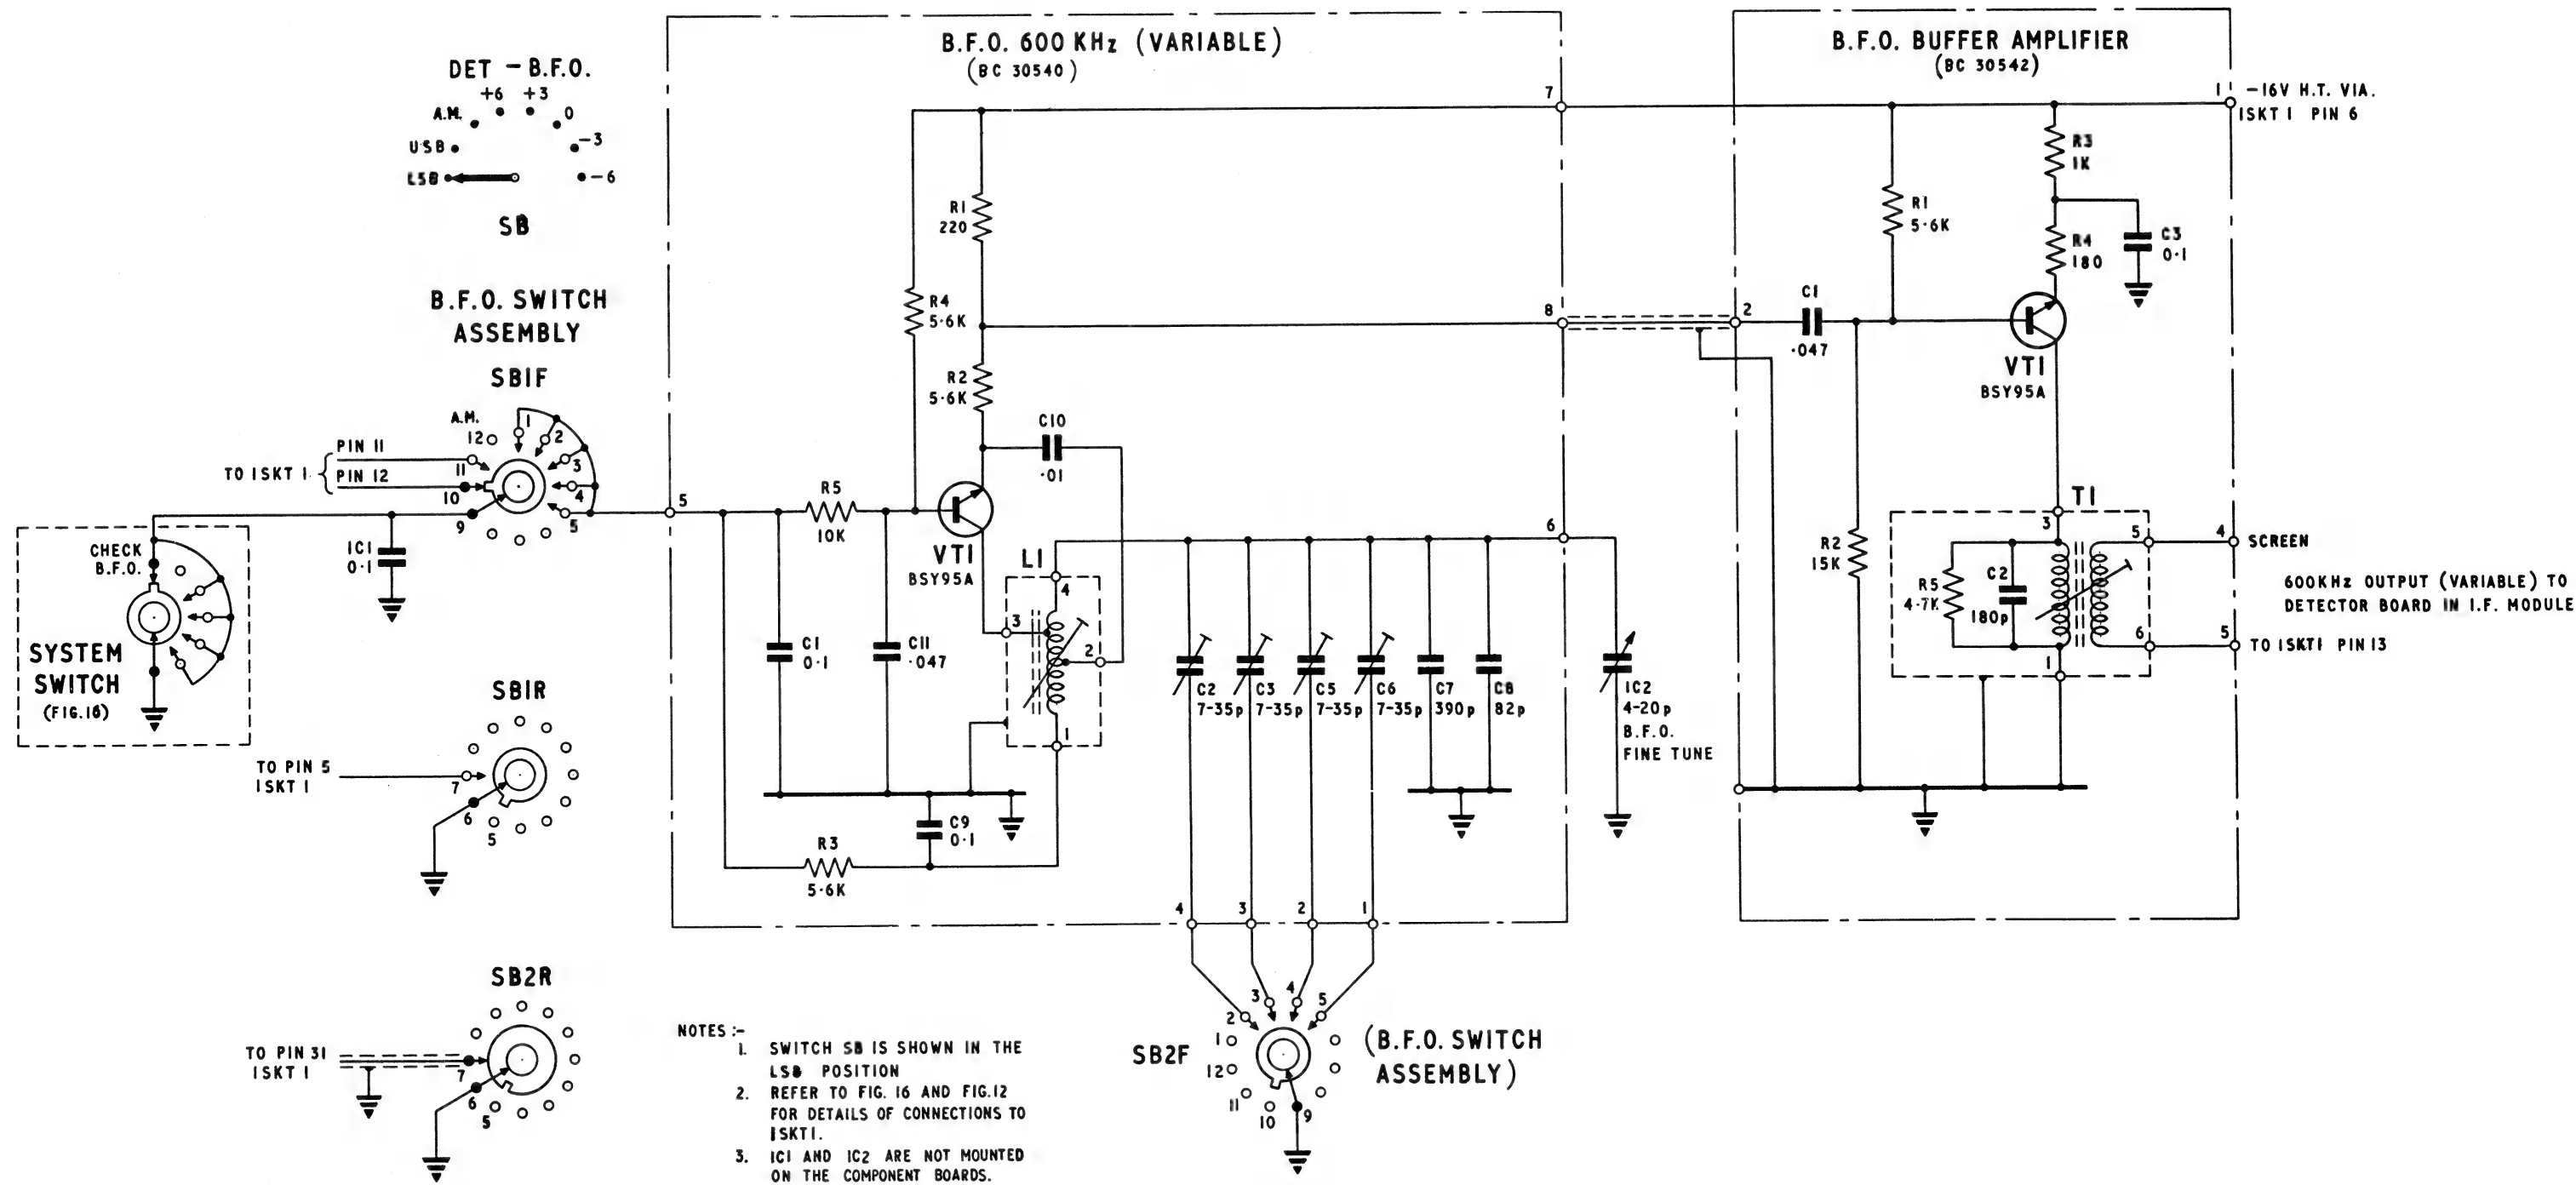 DET - B.F.O.
+6 +3
A.M. 0
USB -3
LSB -6
SB
B.F.O. SWITCH
ASSEMBLY
SB1F
A.M.
12 1 2
11 3
10 4
9 5
TO 1SKT 1.
PIN 11
PIN 12
CHECK
B.F.O.
SYSTEM
SWITCH
(FIG.16)
1C1
0·1
SB1R
TO PIN 5
1SKT 1
7
6
5
SB2R
TO PIN 31
1SKT 1
7
6
5
B.F.O. 600 KHz (VARIABLE)
(BC 30540)
7
R1
220
R4
5·6K
8
R2
5·6K
C10
·01
5
R5
10K
VT1
BSY95A
L1
4
3
2
1
6
C1
0·1
C11
·047
C2
7-35p
C3
7-35p
C5
7-35p
C6
7-35p
C7
390p
C8
82p
1C2
4-20p
B.F.O.
FINE TUNE
C9
0·1
R3
5·6K
4 3 2 1
3 4
2 5
1
12
11
10 9
SB2F
(B.F.O. SWITCH
ASSEMBLY)
B.F.O. BUFFER AMPLIFIER
(BC 30542)
1 -16V H.T. VIA.
1SKT 1 PIN 6
R3
1K
R1
5·6K
R4
180
C3
0·1
2
C1
·047
VT1
BSY95A
T1
3
5
4 SCREEN
R2
15K
R5
4·7K
C2
180p
600KHz OUTPUT (VARIABLE) TO
DETECTOR BOARD IN I.F. MODULE
6
5 TO 1SKT1 PIN 13
1
NOTES :-
1. SWITCH SB IS SHOWN IN THE
LSB POSITION
2. REFER TO FIG. 16 AND FIG.12
FOR DETAILS OF CONNECTIONS TO
1SKT1.
3. 1C1 AND 1C2 ARE NOT MOUNTED
ON THE COMPONENT BOARDS.